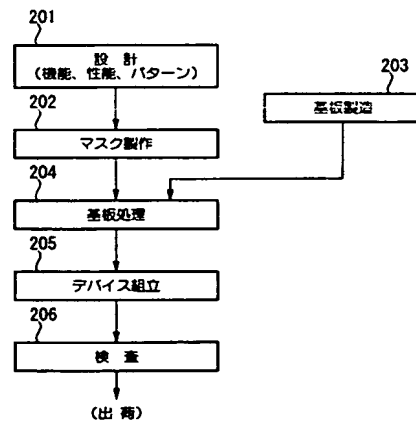 201
設 計
(機能、性能、パターン)
202
マスク製作
203
基板製造
204
基板処理
205
デバイス組立
206
検 査
(出 荷)